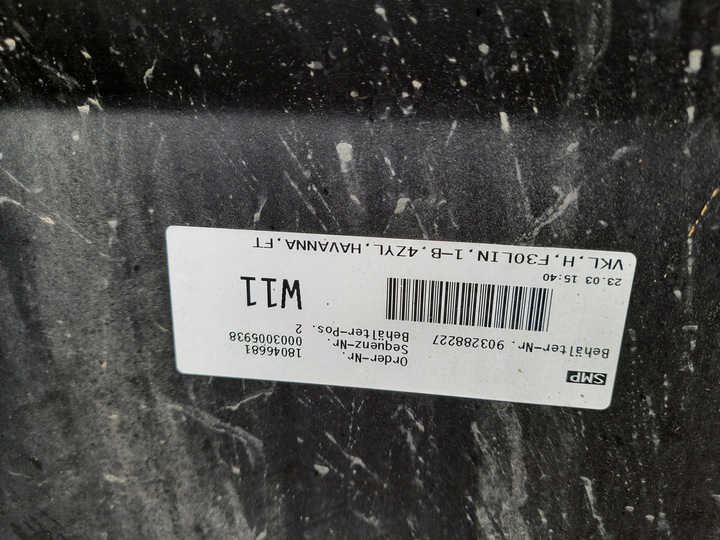 SMP
Behälter-Nr. 903288227
Order-Nr. 18046681
Sequenz-Nr. 0003005938
Behälter-Pos. 2
W11
23.03 15:40
VKL,H,F30LIN,1-B,4ZYL,HAVANNA,FT